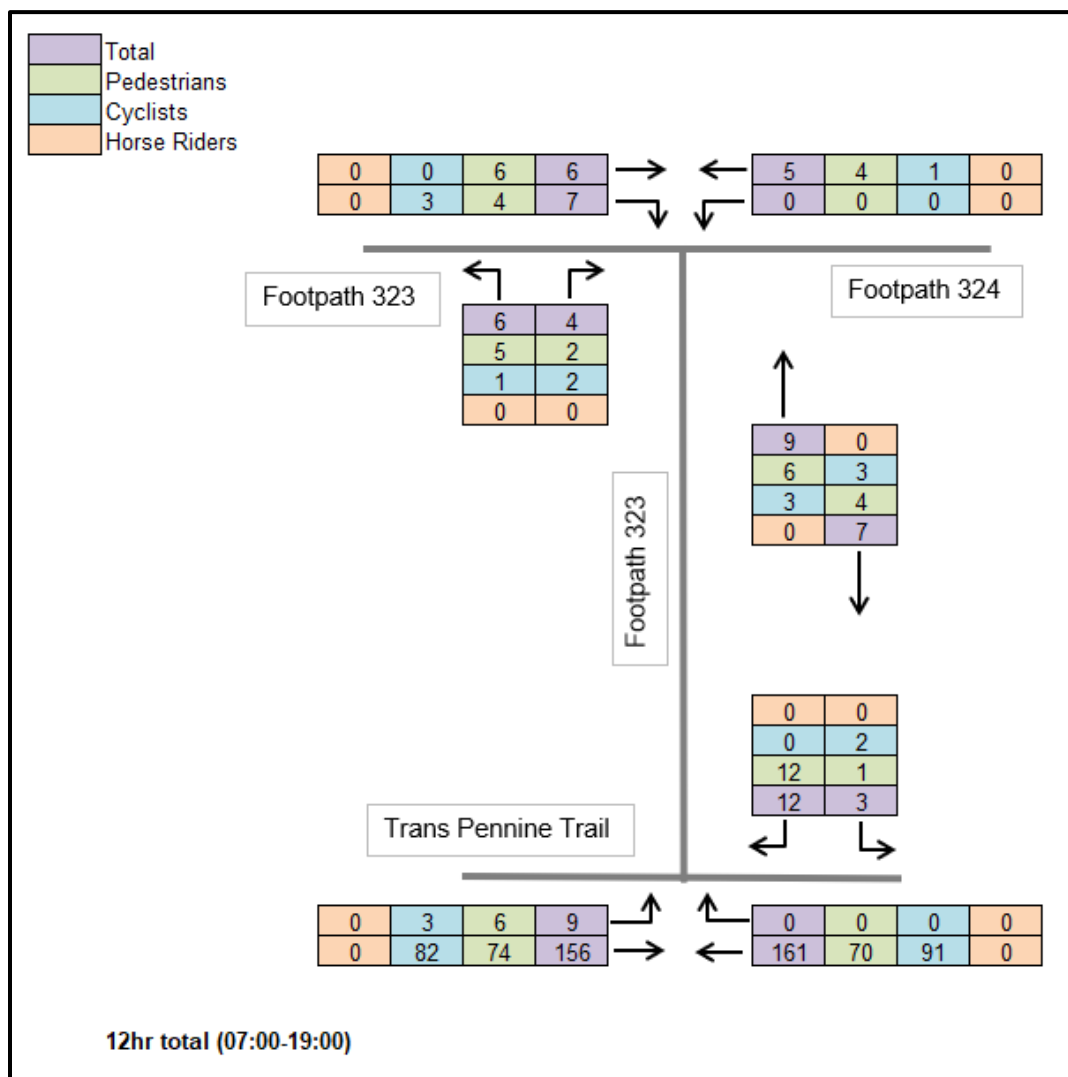 Total
Pedestrians
Cyclists
Horse Riders
0 0 6 6 5 4 1 0
0 3 4 7 0 0 0 0
Footpath 323
Footpath 324
6 4
5 2
1 2
0 0
9 0
6 3
3 4
0 7
Footpath 323
0 0
0 2
12 1
12 3
Trans Pennine Trail
0 3 6 9 0 0 0 0
0 82 74 156 161 70 91 0
12hr total (07:00-19:00)